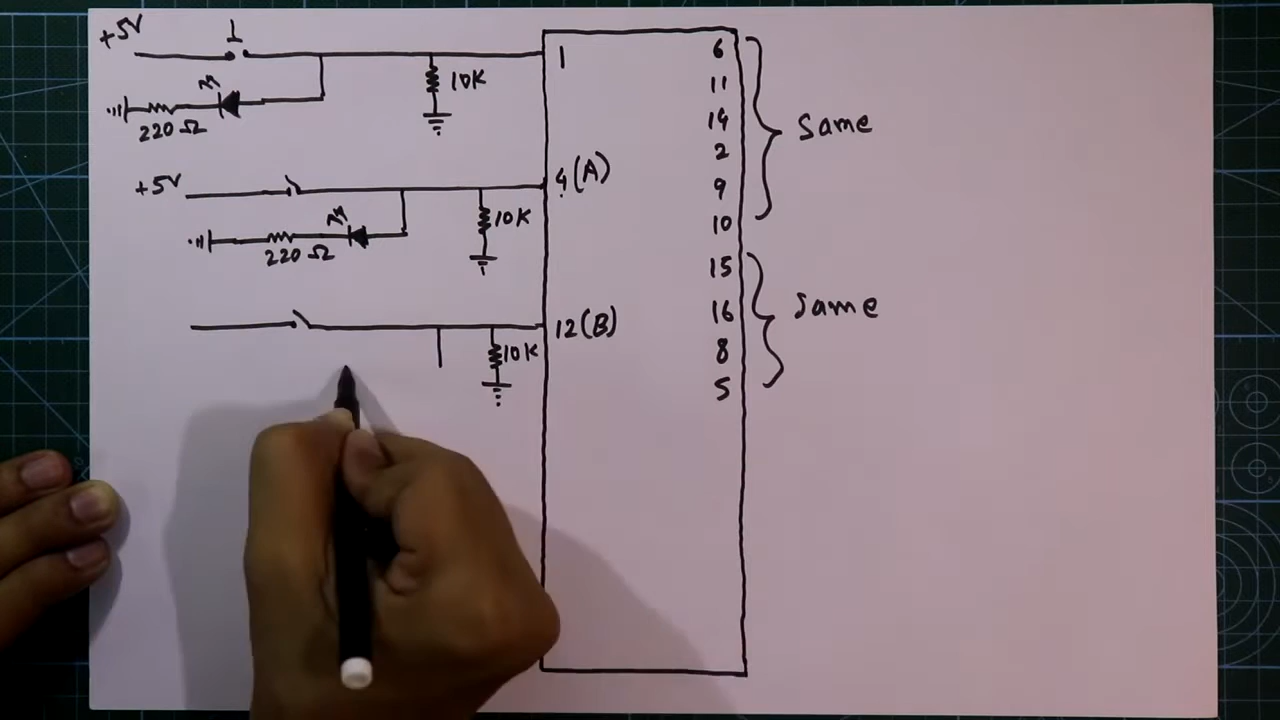 +5V 1 6
10K 11
220 Ω 14
2
+5V 4(A) 9
10K 10
220 Ω 15
12(B) 16
10K 8
5
Same
Same